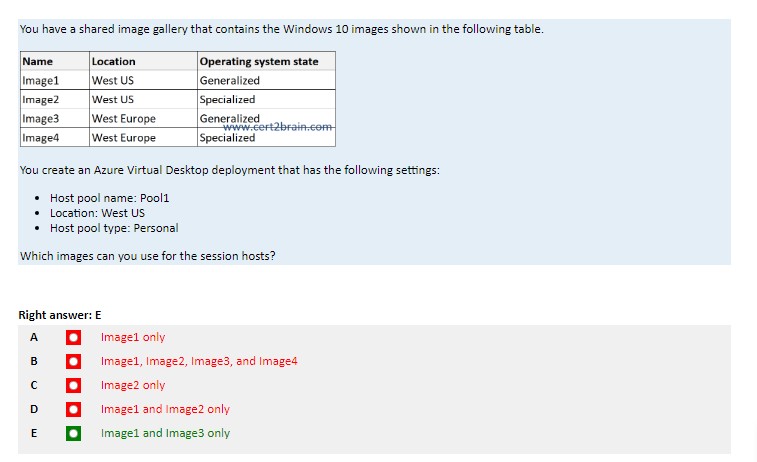 You have a shared image gallery that contains the Windows 10 images shown in the following table.
Name Location Operating system state
Image1 West US Generalized
Image2 West US Specialized
Image3 West Europe Generalized
www.cert2brain.com
Image4 West Europe Specialized
You create an Azure Virtual Desktop deployment that has the following settings:
• Host pool name: Pool1
• Location: West US
• Host pool type: Personal
Which images can you use for the session hosts?
Right answer: E
A Image1 only
B Image1, Image2, Image3, and Image4
C Image2 only
D Image1 and Image2 only
E Image1 and Image3 only